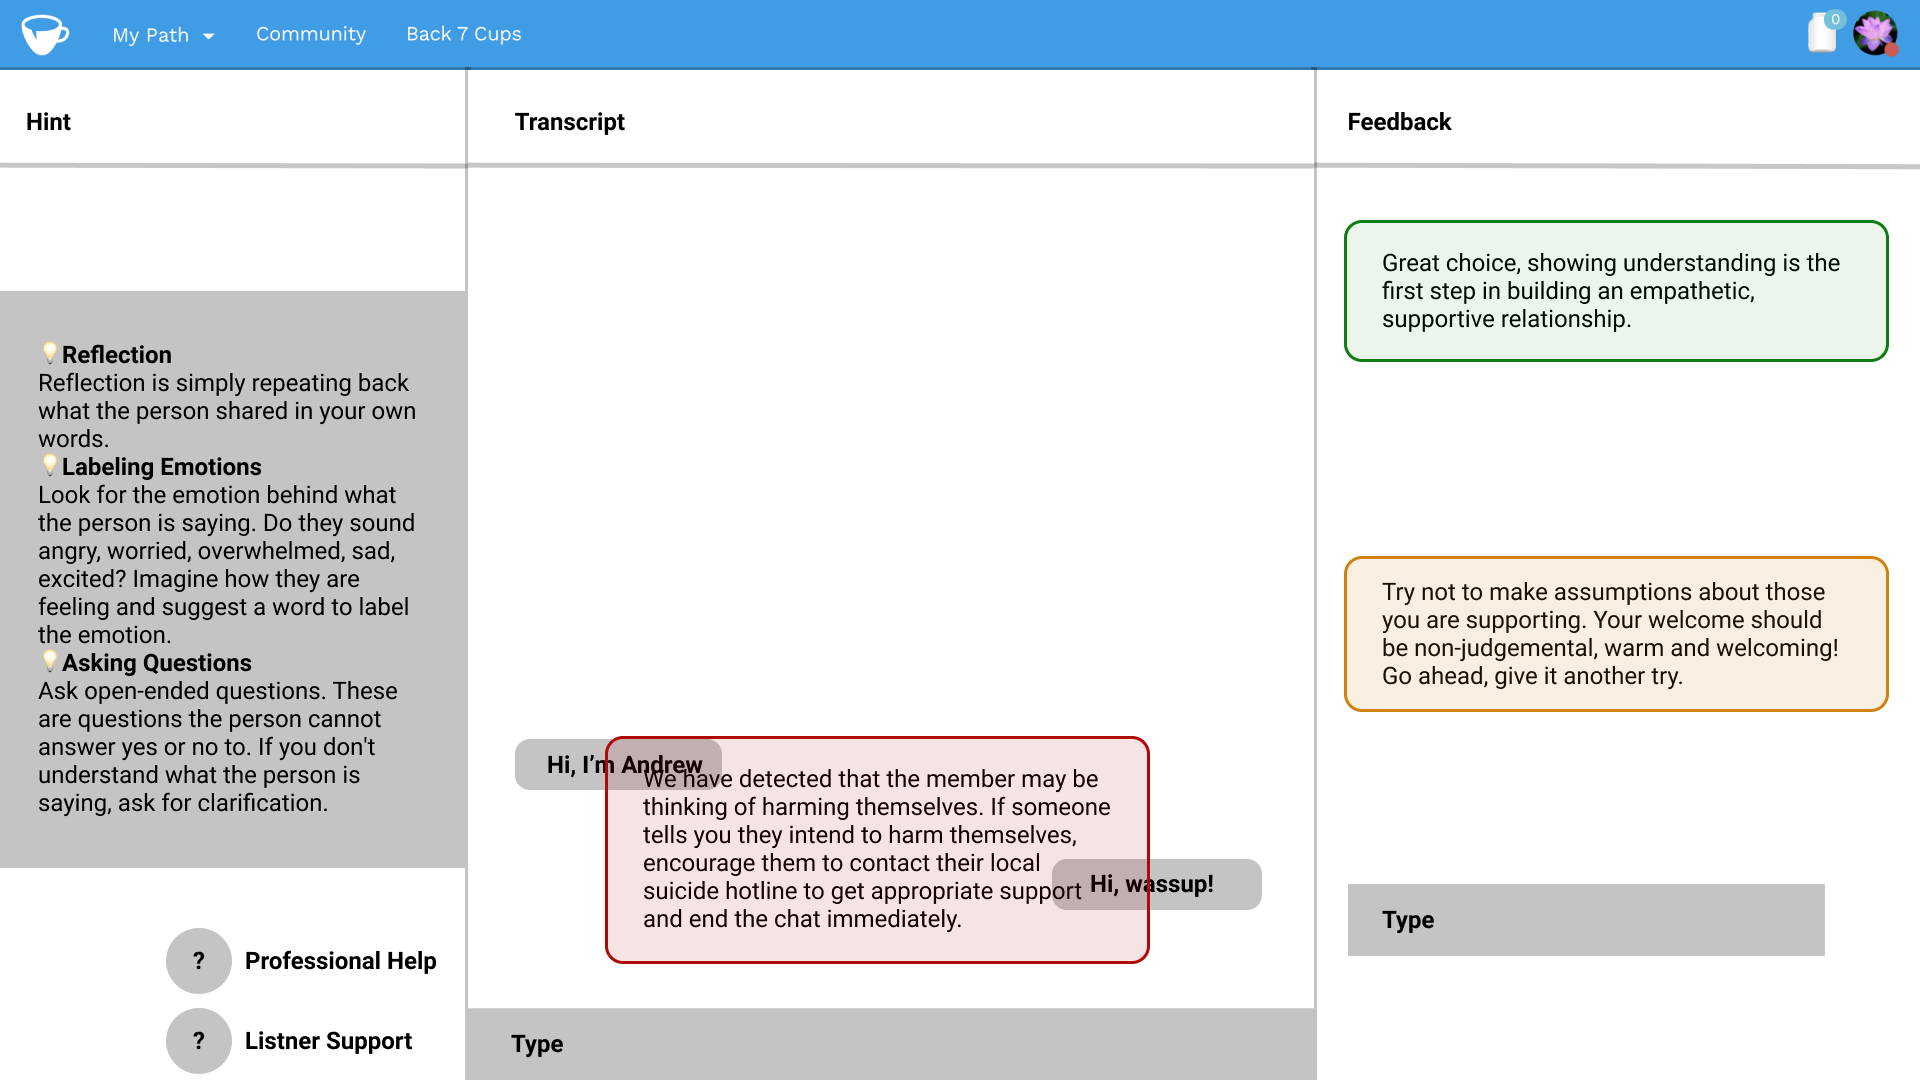 My Path
Community
Back 7 Cups
0
Hint
Transcript
Feedback
Reflection
Reflection is simply repeating back
what the person shared in your own
words.
Labeling Emotions
Look for the emotion behind what
the person is saying. Do they sound
angry, worried, overwhelmed, sad,
excited? Imagine how they are
feeling and suggest a word to label
the emotion.
Asking Questions
Ask open-ended questions. These
are questions the person cannot
answer yes or no to. If you don't
understand what the person is
saying, ask for clarification.
? Professional Help
? Listner Support
Hi, I’m Andrew
We have detected that the member may be
thinking of harming themselves. If someone
tells you they intend to harm themselves,
encourage them to contact their local
suicide hotline to get appropriate support
and end the chat immediately.
Hi, wassup!
Type
Great choice, showing understanding is the
first step in building an empathetic,
supportive relationship.
Try not to make assumptions about those
you are supporting. Your welcome should
be non-judgemental, warm and welcoming!
Go ahead, give it another try.
Type